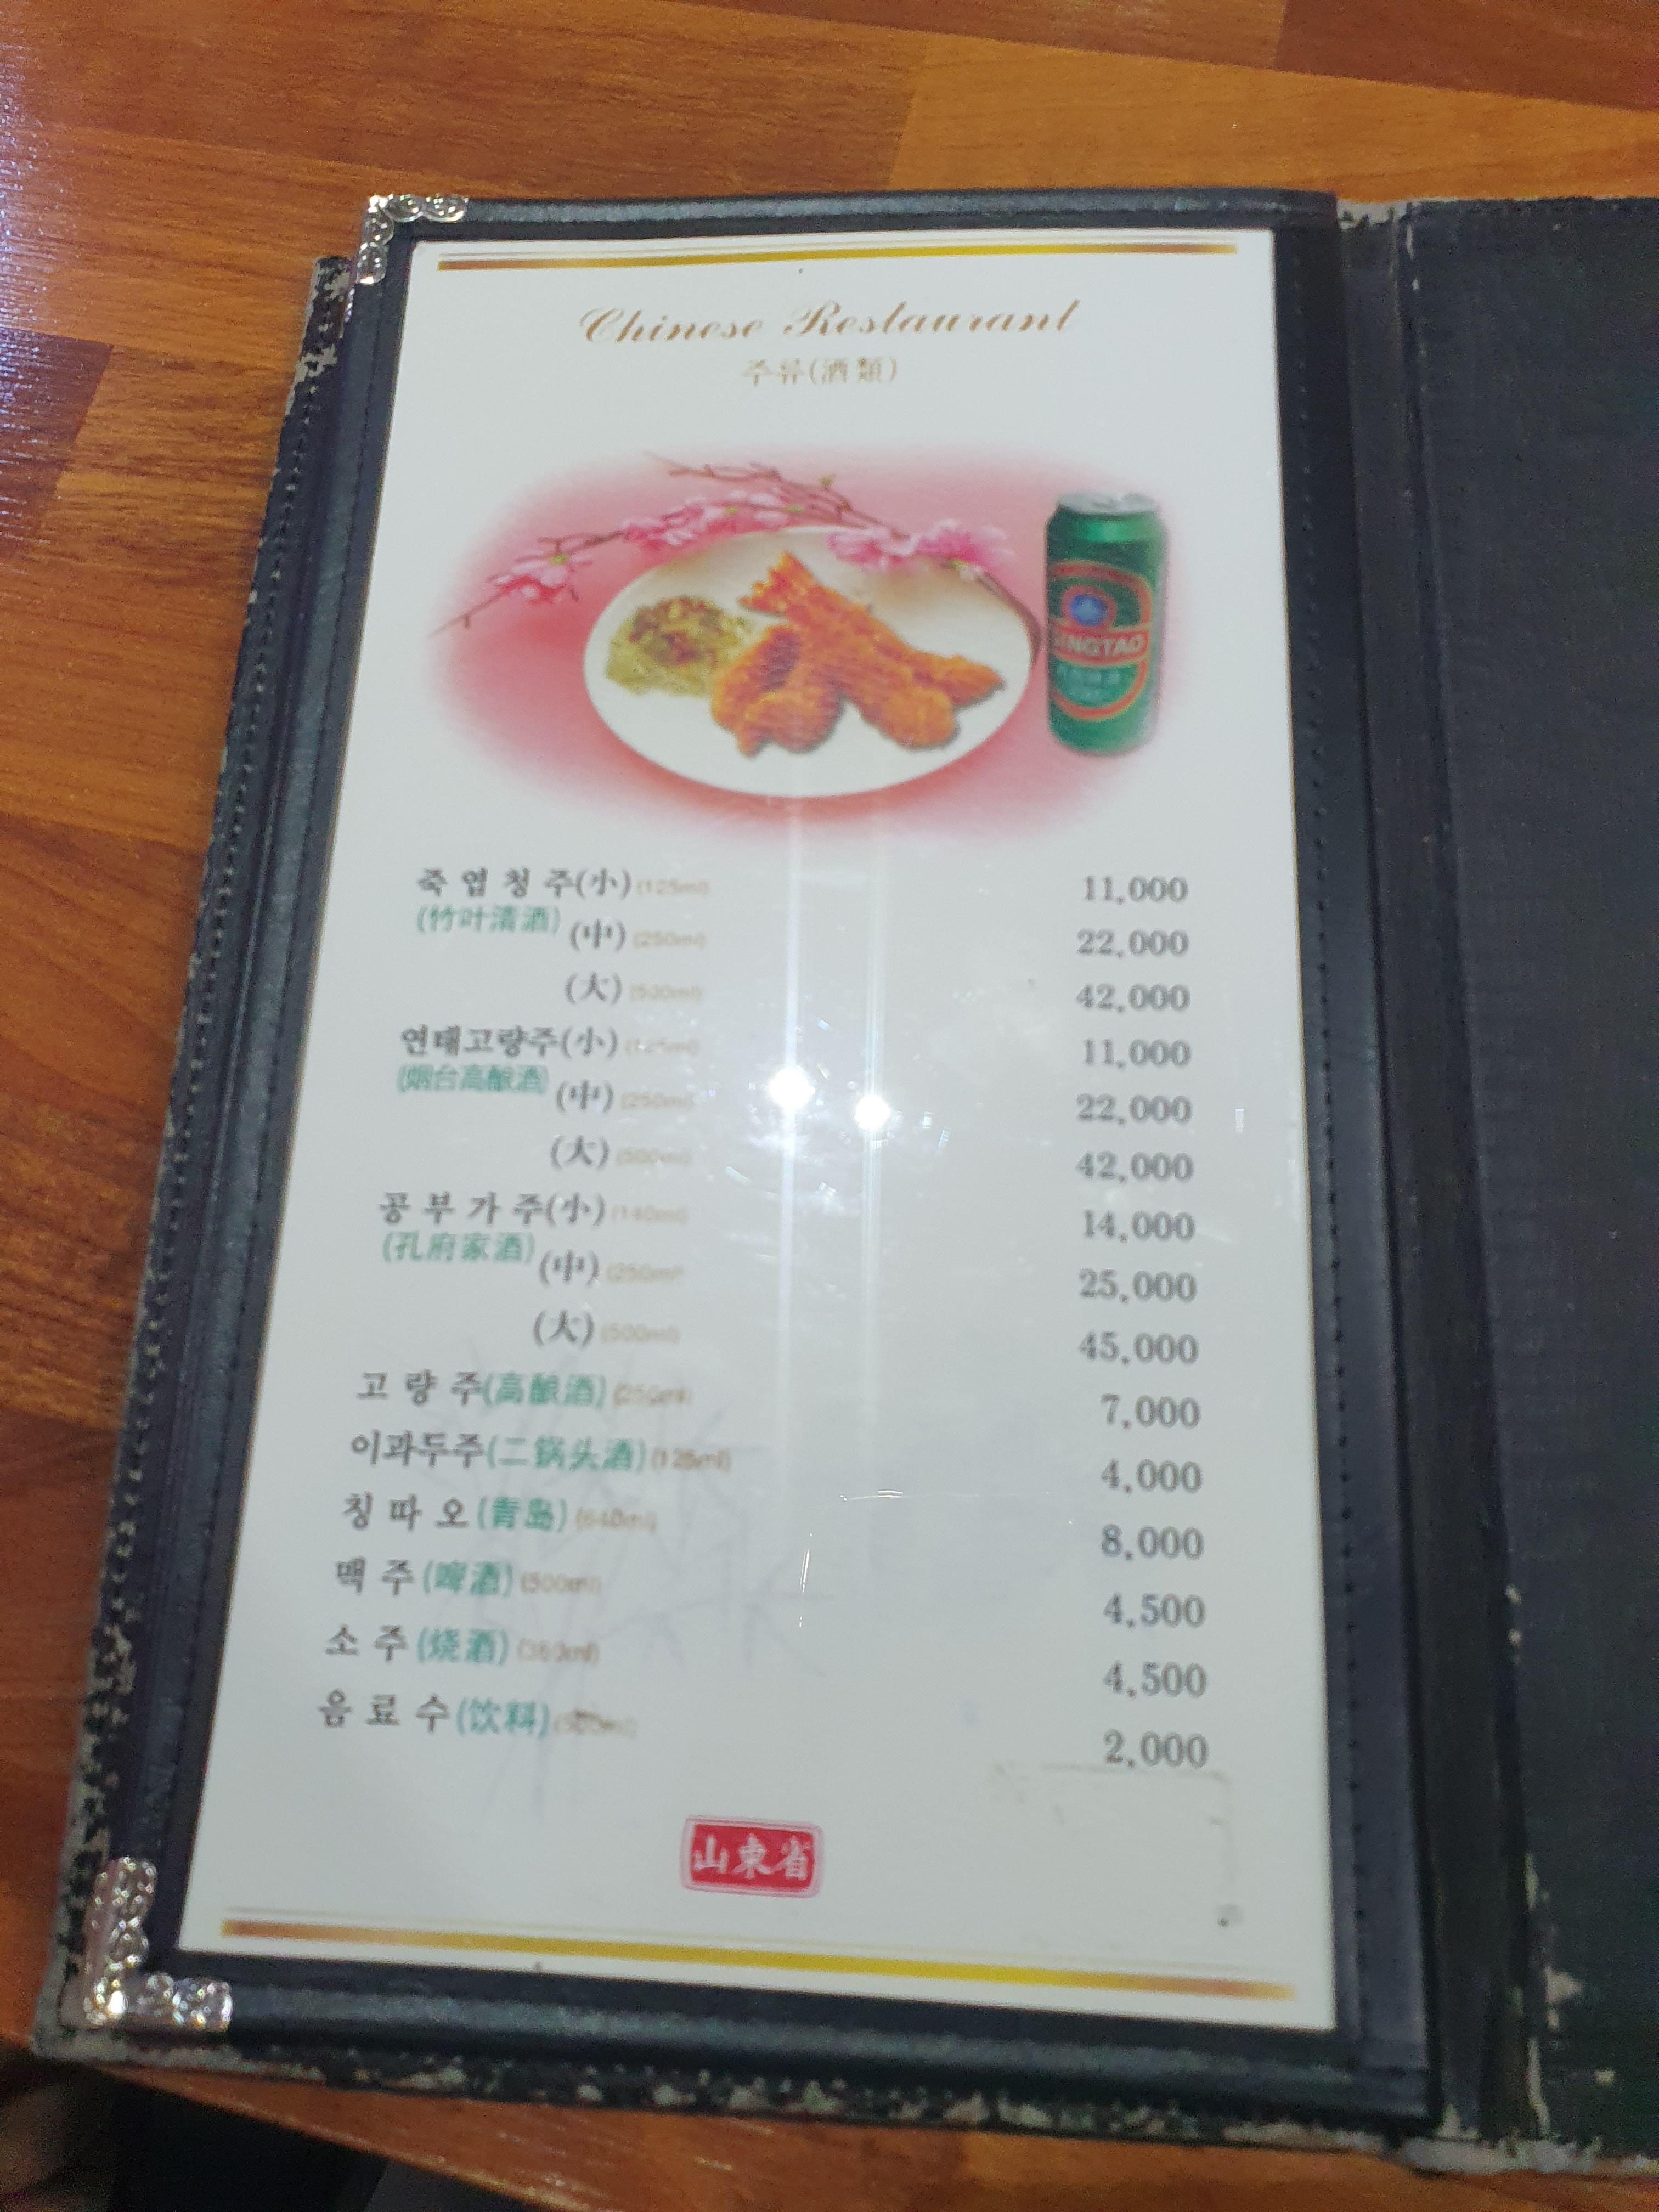 Chinese Restaurant
주류(酒類)
TSINGTAO
죽 엽 청 주(小) (125ml) 11,000
(竹叶清酒) (中) (250ml) 22,000
(大) (500ml) 42,000
연태고량주(小) (125ml) 11,000
(烟台高酿酒) (中) (250ml) 22,000
(大) (500ml) 42,000
공 부 가 주(小) (140ml) 14,000
(孔府家酒) (中) (250ml) 25,000
(大) (500ml) 45,000
고 량 주(高酿酒) (250ml) 7,000
이과두주(二锅头酒) (125ml) 4,000
칭 따 오(青岛) (640ml) 8,000
맥 주(啤酒) (500ml) 4,500
소 주(烧酒) (360ml) 4,500
음 료 수(饮料) 2,000
山東省